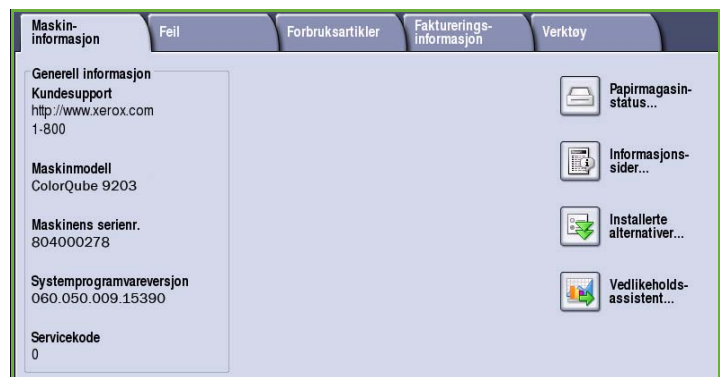 Maskin-
informasjon
Feil
Forbruksartikler
Fakturerings-
informasjon
Verktøy
Generell informasjon
Kundesupport
http://www.xerox.com
1-800
Maskinmodell
ColorQube 9203
Maskinens serienr.
804000278
Systemprogramvareversjon
060.050.009.15390
Servicekode
0
Papirmagasin-
status...
Informasjons-
sider...
Installerte
alternativer...
Vedlikeholds-
assistent...